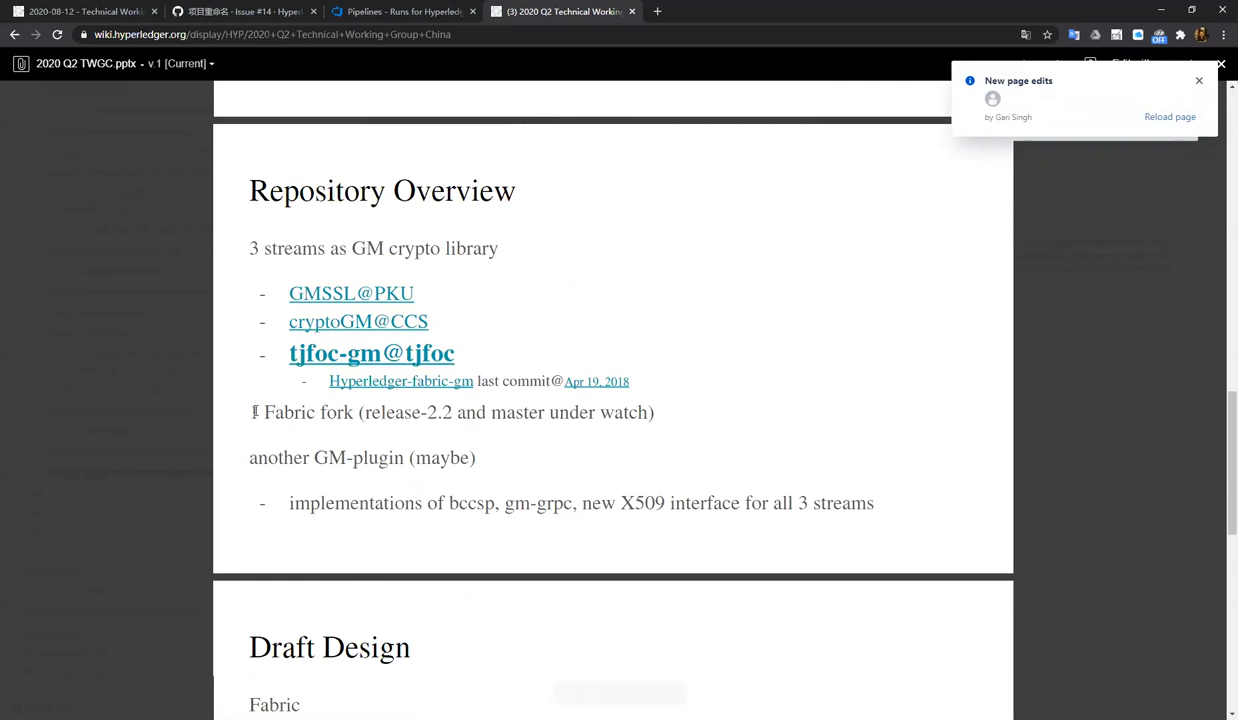 2020-08-12 - Technical Worki
项目重命名 · Issue #14 · Hyperl
Pipelines - Runs for Hyperledg
(3) 2020 Q2 Technical Working
wiki.hyperledger.org/display/HYP/2020+Q2+Technical+Working+Group+China
OFF
2020 Q2 TWGC.pptx - v.1 [Current]
New page edits
by Gari Singh
Reload page
Repository Overview
3 streams as GM crypto library
- GMSSL@PKU
- cryptoGM@CCS
- tjfoc-gm@tjfoc
- Hyperledger-fabric-gm last commit@Apr 19, 2018
Fabric fork (release-2.2 and master under watch)
another GM-plugin (maybe)
- implementations of bccsp, gm-grpc, new X509 interface for all 3 streams
Draft Design
Fabric